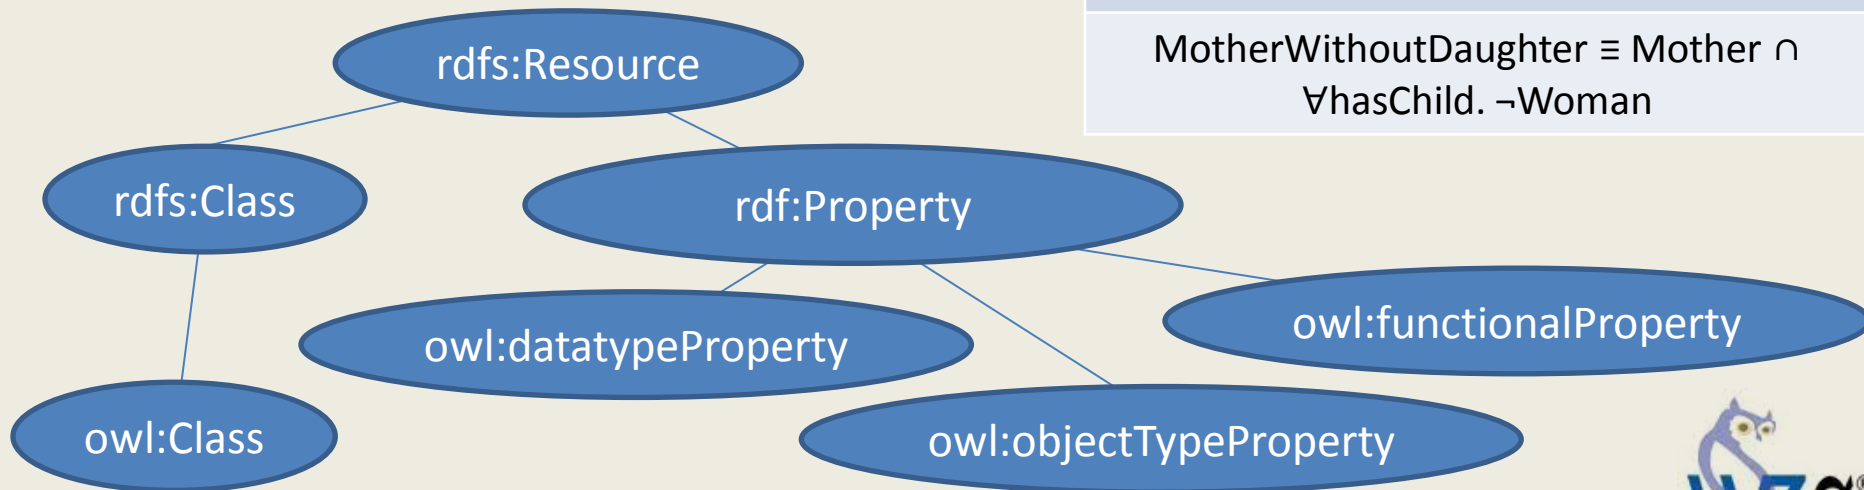 rdfs:Resource
MotherWithoutDaughter ≡ Mother ∩
∀hasChild. ¬Woman
rdfs:Class
rdf:Property
owl:datatypeProperty
owl:functionalProperty
owl:Class
owl:objectTypeProperty